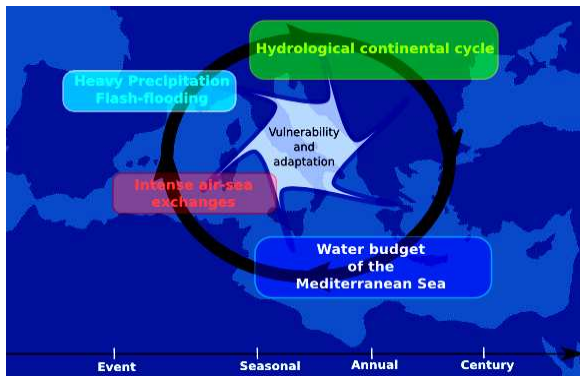 Hydrological continental cycle
Heavy Precipitation
Flash-flooding
Vulnerability
and
adaptation
Intense air-sea
exchanges
Water budget
of the
Mediterranean Sea
Event
Seasonal
Annual
Century